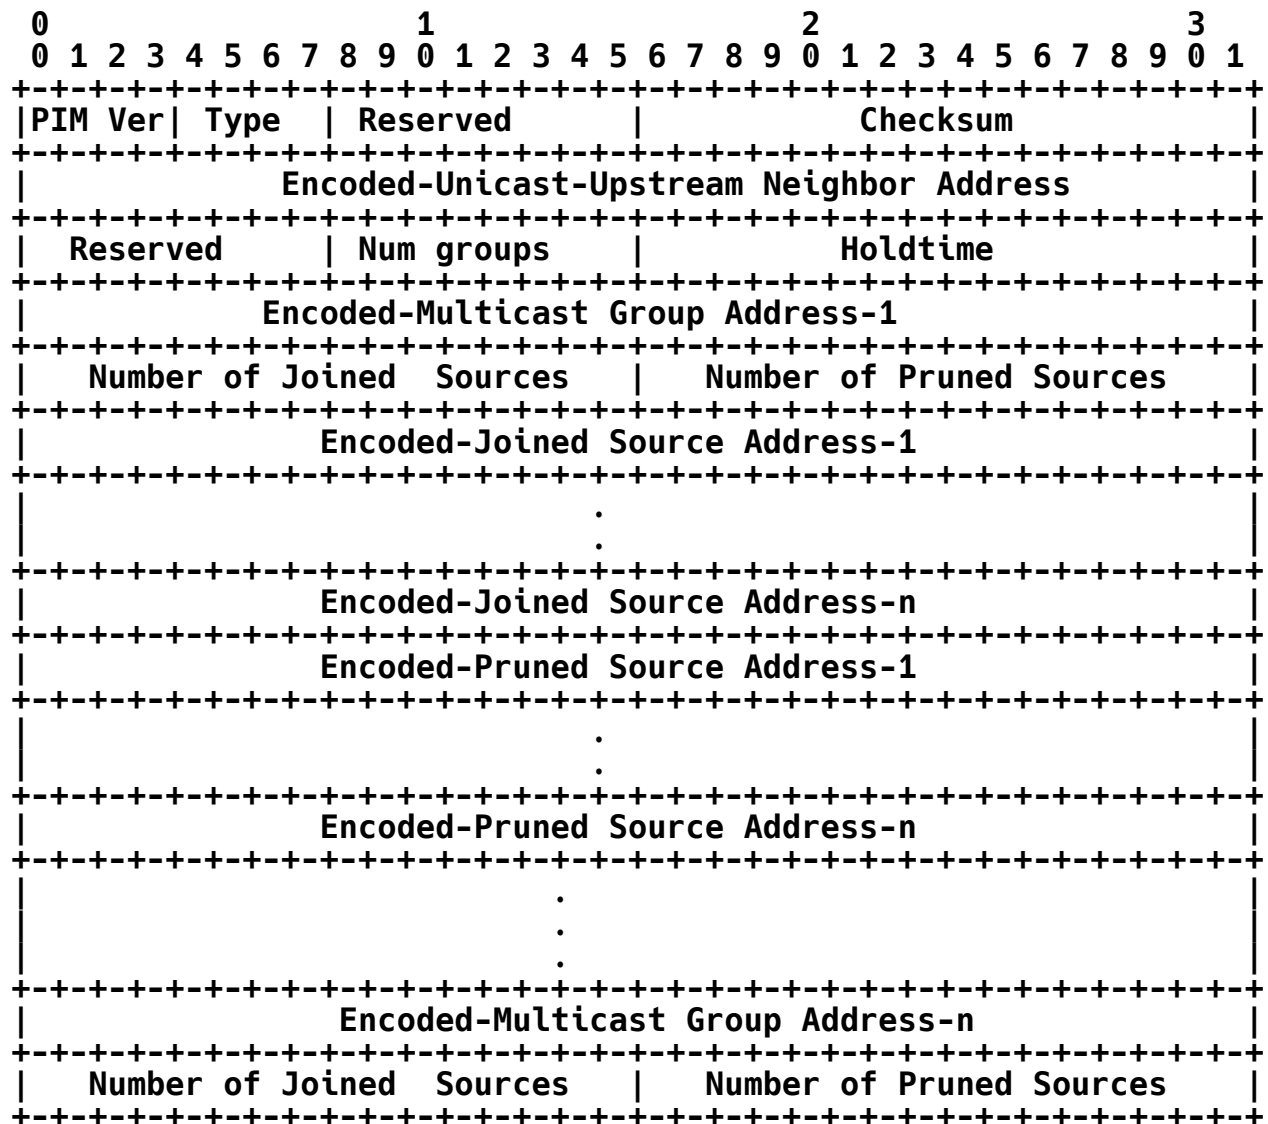 0                   1                   2                   3
 0 1 2 3 4 5 6 7 8 9 0 1 2 3 4 5 6 7 8 9 0 1 2 3 4 5 6 7 8 9 0 1
+-+-+-+-+-+-+-+-+-+-+-+-+-+-+-+-+-+-+-+-+-+-+-+-+-+-+-+-+-+-+-+-+
|PIM Ver| Type  | Reserved      |           Checksum            |
+-+-+-+-+-+-+-+-+-+-+-+-+-+-+-+-+-+-+-+-+-+-+-+-+-+-+-+-+-+-+-+-+
|             Encoded-Unicast-Upstream Neighbor Address         |
+-+-+-+-+-+-+-+-+-+-+-+-+-+-+-+-+-+-+-+-+-+-+-+-+-+-+-+-+-+-+-+-+
|  Reserved     | Num groups    |          Holdtime             |
+-+-+-+-+-+-+-+-+-+-+-+-+-+-+-+-+-+-+-+-+-+-+-+-+-+-+-+-+-+-+-+-+
|            Encoded-Multicast Group Address-1                  |
+-+-+-+-+-+-+-+-+-+-+-+-+-+-+-+-+-+-+-+-+-+-+-+-+-+-+-+-+-+-+-+-+
|   Number of Joined  Sources   |   Number of Pruned Sources    |
+-+-+-+-+-+-+-+-+-+-+-+-+-+-+-+-+-+-+-+-+-+-+-+-+-+-+-+-+-+-+-+-+
|               Encoded-Joined Source Address-1                 |
+-+-+-+-+-+-+-+-+-+-+-+-+-+-+-+-+-+-+-+-+-+-+-+-+-+-+-+-+-+-+-+-+
|                             .                                 |
|                             .                                 |
+-+-+-+-+-+-+-+-+-+-+-+-+-+-+-+-+-+-+-+-+-+-+-+-+-+-+-+-+-+-+-+-+
|               Encoded-Joined Source Address-n                 |
+-+-+-+-+-+-+-+-+-+-+-+-+-+-+-+-+-+-+-+-+-+-+-+-+-+-+-+-+-+-+-+-+
|               Encoded-Pruned Source Address-1                 |
+-+-+-+-+-+-+-+-+-+-+-+-+-+-+-+-+-+-+-+-+-+-+-+-+-+-+-+-+-+-+-+-+
|                             .                                 |
|                             .                                 |
+-+-+-+-+-+-+-+-+-+-+-+-+-+-+-+-+-+-+-+-+-+-+-+-+-+-+-+-+-+-+-+-+
|               Encoded-Pruned Source Address-n                 |
+-+-+-+-+-+-+-+-+-+-+-+-+-+-+-+-+-+-+-+-+-+-+-+-+-+-+-+-+-+-+-+-+
|                           .                                   |
|                           .                                   |
|                           .                                   |
+-+-+-+-+-+-+-+-+-+-+-+-+-+-+-+-+-+-+-+-+-+-+-+-+-+-+-+-+-+-+-+-+
|                Encoded-Multicast Group Address-n              |
+-+-+-+-+-+-+-+-+-+-+-+-+-+-+-+-+-+-+-+-+-+-+-+-+-+-+-+-+-+-+-+-+
|   Number of Joined  Sources   |   Number of Pruned Sources    |
+-+-+-+-+-+-+-+-+-+-+-+-+-+-+-+-+-+-+-+-+-+-+-+-+-+-+-+-+-+-+-+-+